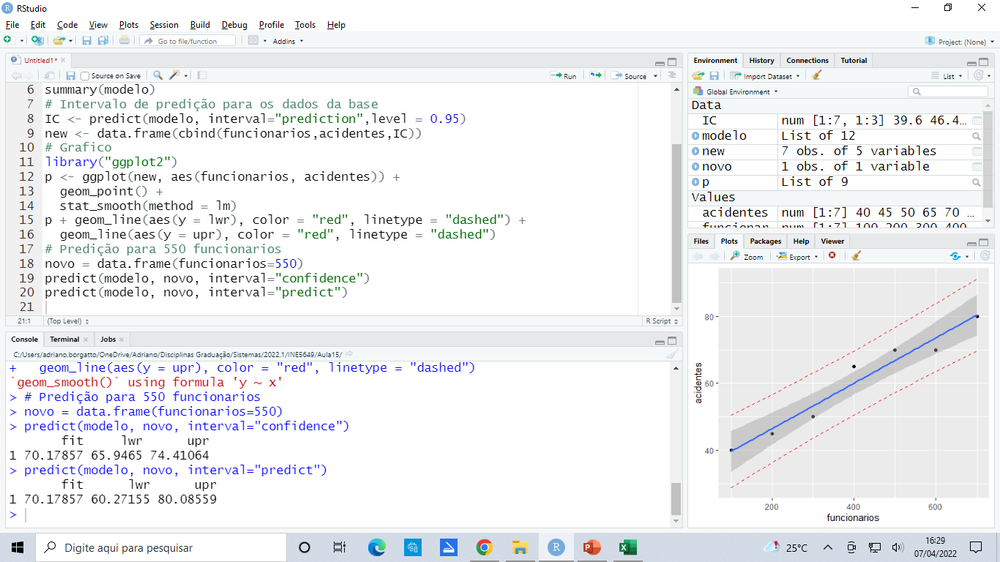 RStudio
File Edit Code View Plots Session Build Debug Profile Tools Help
Go to file/function Addins
Project: (None)
Untitled1*
Source on Save Run Source
6 summary(modelo)
7 # Intervalo de predição para os dados da base
8 IC <- predict(modelo, interval="prediction",level = 0.95)
9 new <- data.frame(cbind(funcionarios,acidentes,IC))
10 # Grafico
11 library("ggplot2")
12 p <- ggplot(new, aes(funcionarios, acidentes)) +
13 geom_point() +
14 stat_smooth(method = lm)
15 p + geom_line(aes(y = lwr), color = "red", linetype = "dashed") +
16 geom_line(aes(y = upr), color = "red", linetype = "dashed")
17 # Predição para 550 funcionarios
18 novo = data.frame(funcionarios=550)
19 predict(modelo, novo, interval="confidence")
20 predict(modelo, novo, interval="predict")
21
21:1 (Top Level) R Script
Console Terminal Jobs
C:/Users/adriano.borgatto/OneDrive/Adriano/Disciplinas Graduação/Sistemas/2022.1/INE5649/Aula15/
+ geom_line(aes(y = upr), color = "red", linetype = "dashed")
`geom_smooth()` using formula 'y ~ x'
> # Predição para 550 funcionarios
> novo = data.frame(funcionarios=550)
> predict(modelo, novo, interval="confidence")
fit lwr upr
1 70.17857 65.9465 74.41064
> predict(modelo, novo, interval="predict")
fit lwr upr
1 70.17857 60.27155 80.08559
>
Environment History Connections Tutorial
Import Dataset List
Global Environment
Data
IC num [1:7, 1:3] 39.6 46.4…
modelo List of 12
new 7 obs. of 5 variables
novo 1 obs. of 1 variable
p List of 9
Values
acidentes num [1:7] 40 45 50 65 70 …
funcionar… num [1:7] 100 200 300 400
Files Plots Packages Help Viewer
Zoom Export
80
60
40
acidentes
200 400 600
funcionarios
Digite aqui para pesquisar
25°C
16:29
07/04/2022